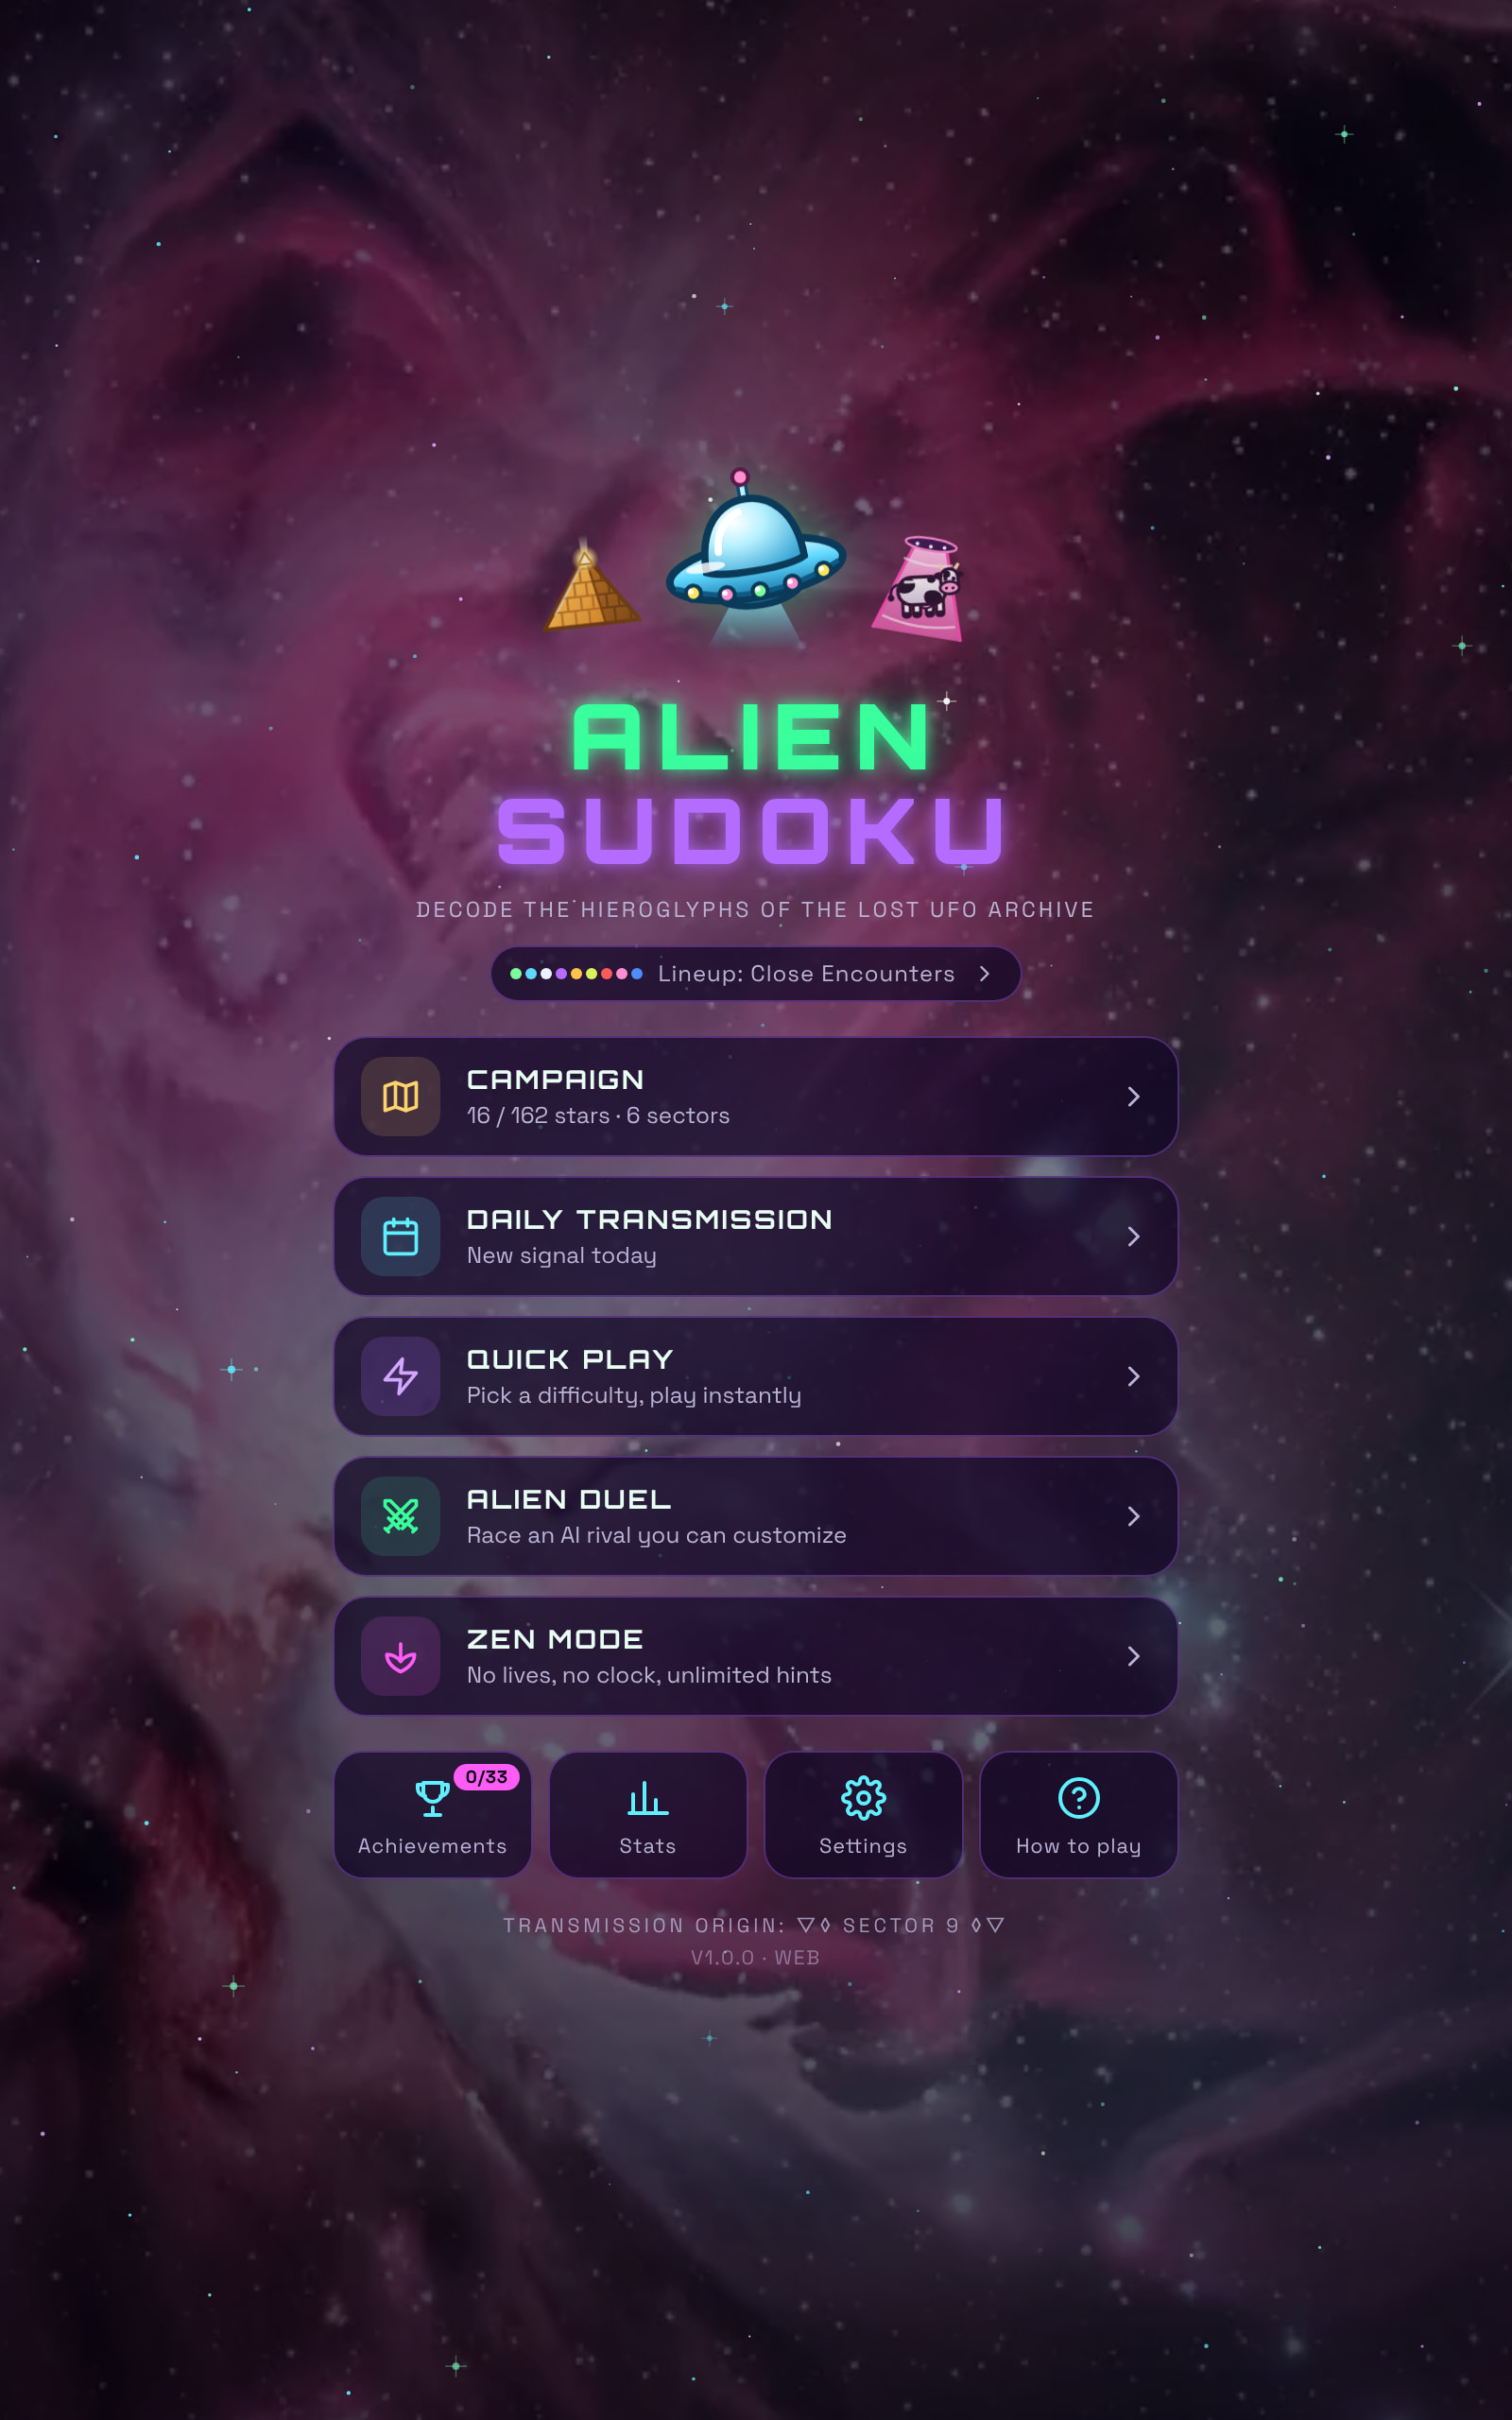 ALIEN
SUDOKU
DECODE THE HIEROGLYPHS OF THE LOST UFO ARCHIVE
Lineup: Close Encounters
CAMPAIGN
16 / 162 stars · 6 sectors
DAILY TRANSMISSION
New signal today
QUICK PLAY
Pick a difficulty, play instantly
ALIEN DUEL
Race an AI rival you can customize
ZEN MODE
No lives, no clock, unlimited hints
0/33
Achievements
Stats
Settings
How to play
TRANSMISSION ORIGIN: ▽◊ SECTOR 9 ◊▽
V1.0.0 · WEB